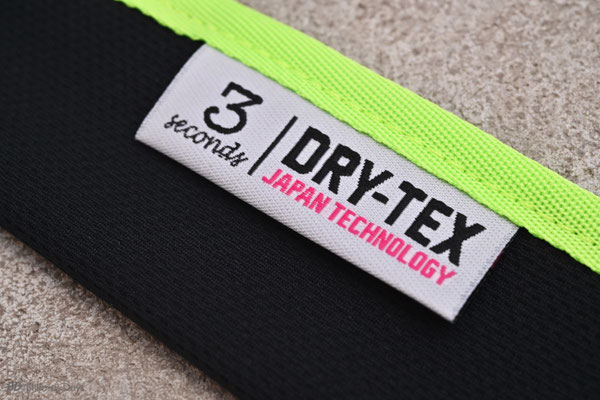 3
seconds
DRY-TEX
JAPAN TECHNOLOGY